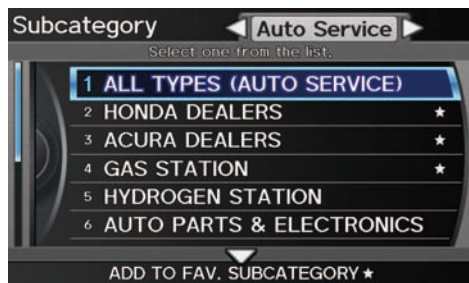 Subcategory Auto Service
Select one from the list.
1 ALL TYPES (AUTO SERVICE)
2 HONDA DEALERS ★
3 ACURA DEALERS ★
4 GAS STATION ★
5 HYDROGEN STATION
6 AUTO PARTS & ELECTRONICS
ADD TO FAV. SUBCATEGORY ★